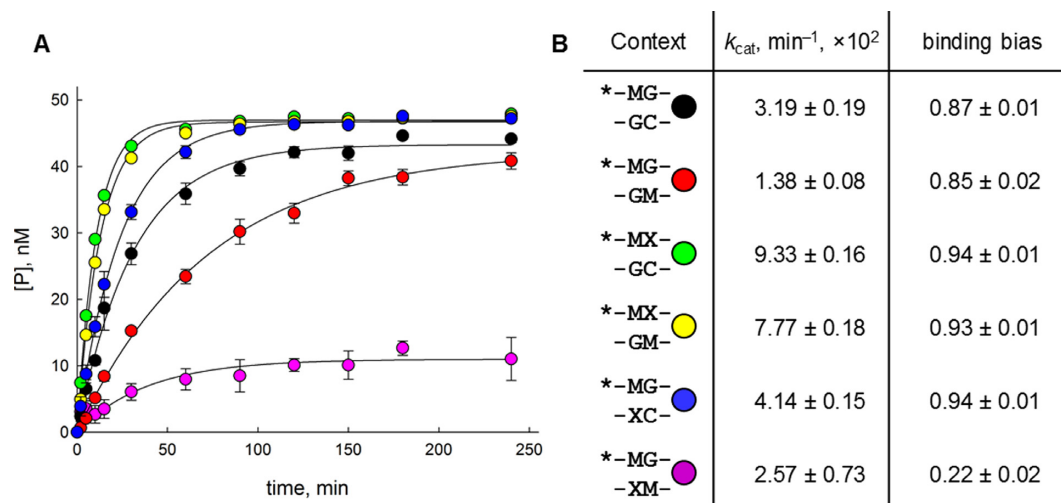 A
[P], nM
50
40
30
20
10
0
0 50 100 150 200 250
time, min
B
Context kcat, min–1, ×102 binding bias
*–MG–
–GC– 3.19 ± 0.19 0.87 ± 0.01
*–MG–
–GM– 1.38 ± 0.08 0.85 ± 0.02
*–MX–
–GC– 9.33 ± 0.16 0.94 ± 0.01
*–MX–
–GM– 7.77 ± 0.18 0.93 ± 0.01
*–MG–
–XC– 4.14 ± 0.15 0.94 ± 0.01
*–MG–
–XM– 2.57 ± 0.73 0.22 ± 0.02